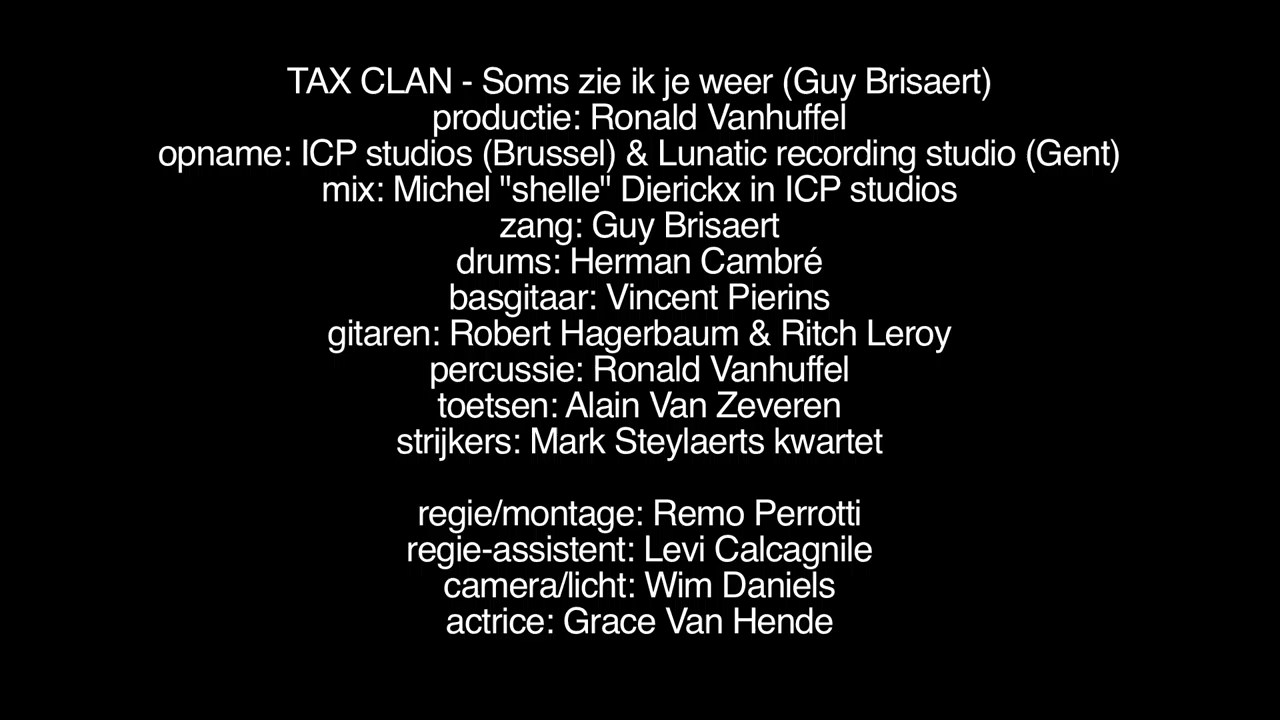 TAX CLAN - Soms zie ik je weer (Guy Brisaert)
productie: Ronald Vanhuffel
opname: ICP studios (Brussel) & Lunatic recording studio (Gent)
mix: Michel "shelle" Dierickx in ICP studios
zang: Guy Brisaert
drums: Herman Cambré
basgitaar: Vincent Pierins
gitaren: Robert Hagerbaum & Ritch Leroy
percussie: Ronald Vanhuffel
toetsen: Alain Van Zeveren
strijkers: Mark Steylaerts kwartet
regie/montage: Remo Perrotti
regie-assistent: Levi Calcagnile
camera/licht: Wim Daniels
actrice: Grace Van Hende